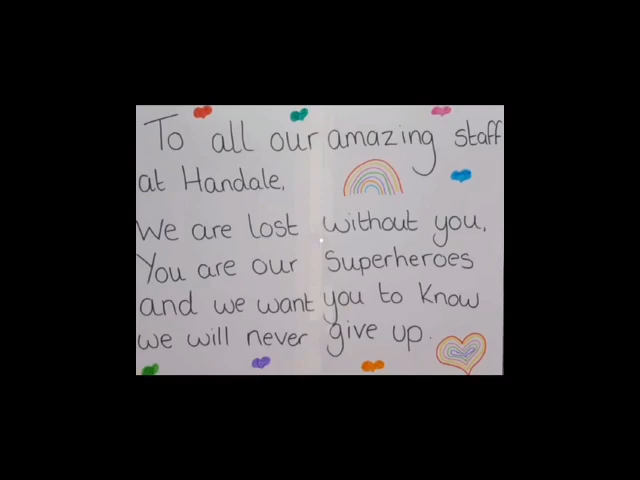 To all our amazing staff
at Handale,
We are lost without you,
You are our Superheroes
and we want you to know
we will never give up.